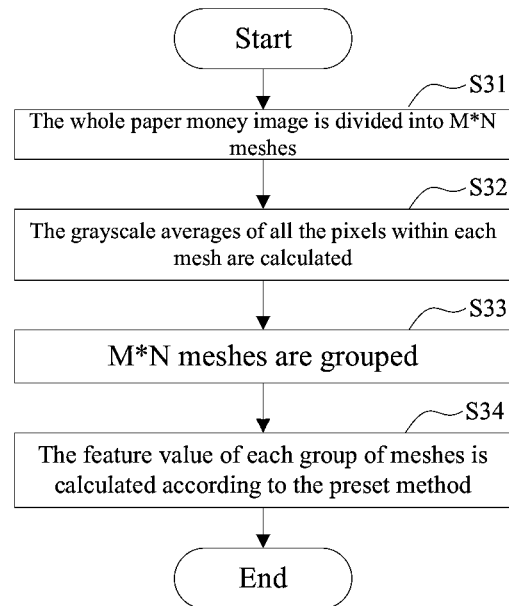 Start
S31
The whole paper money image is divided into M*N
meshes
S32
The grayscale averages of all the pixels within each
mesh are calculated
S33
M*N meshes are grouped
S34
The feature value of each group of meshes is
calculated according to the preset method
End